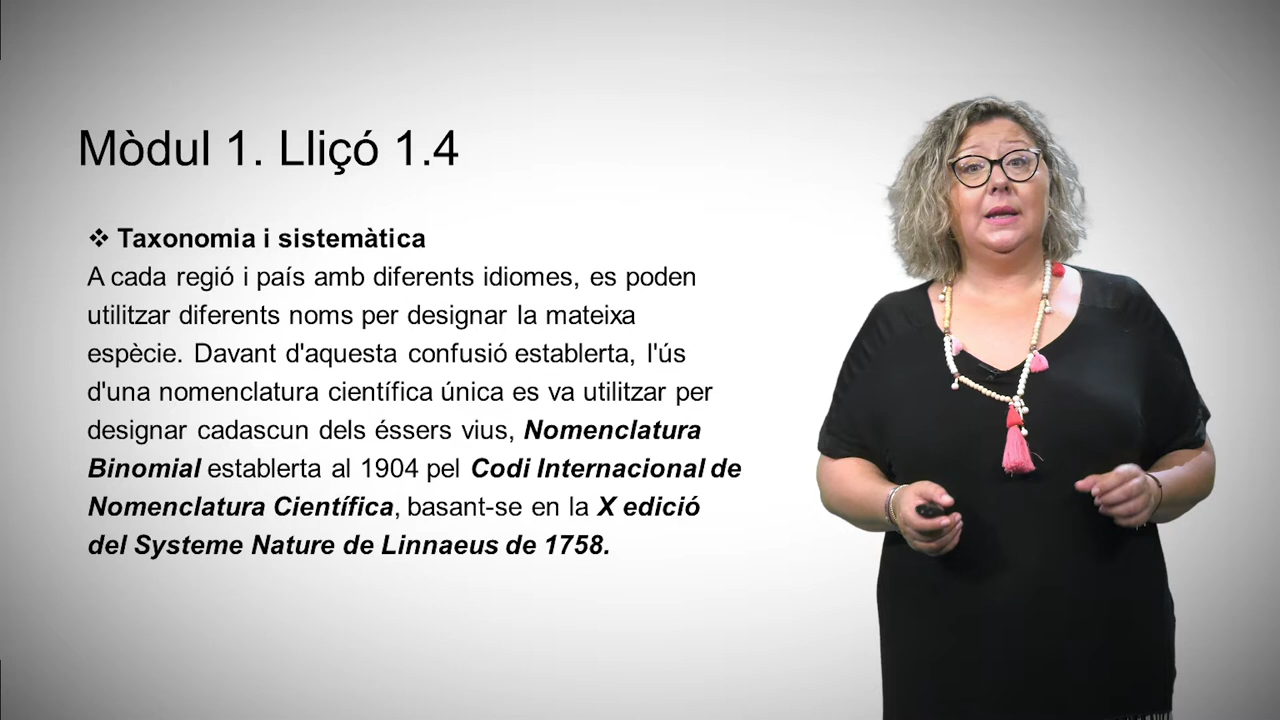 Mòdul 1. Lliçó 1.4
❖ Taxonomia i sistemàtica
A cada regió i país amb diferents idiomes, es poden
utilitzar diferents noms per designar la mateixa
espècie. Davant d'aquesta confusió establerta, l'ús
d'una nomenclatura científica única es va utilitzar per
designar cadascun dels éssers vius, Nomenclatura
Binomial establerta al 1904 pel Codi Internacional de
Nomenclatura Científica, basant-se en la X edició
del Systeme Nature de Linnaeus de 1758.